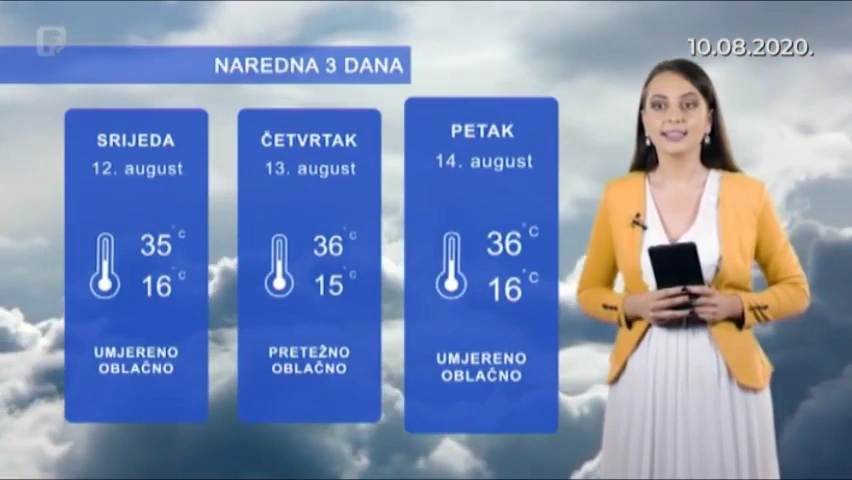 10.08.2020.
NAREDNA 3 DANA
SRIJEDA
12. august
35°C
16°C
UMJERENO
OBLAČNO
ČETVRTAK
13. august
36°C
15°C
PRETEŽNO
OBLAČNO
PETAK
14. august
36°C
16°C
UMJERENO
OBLAČNO